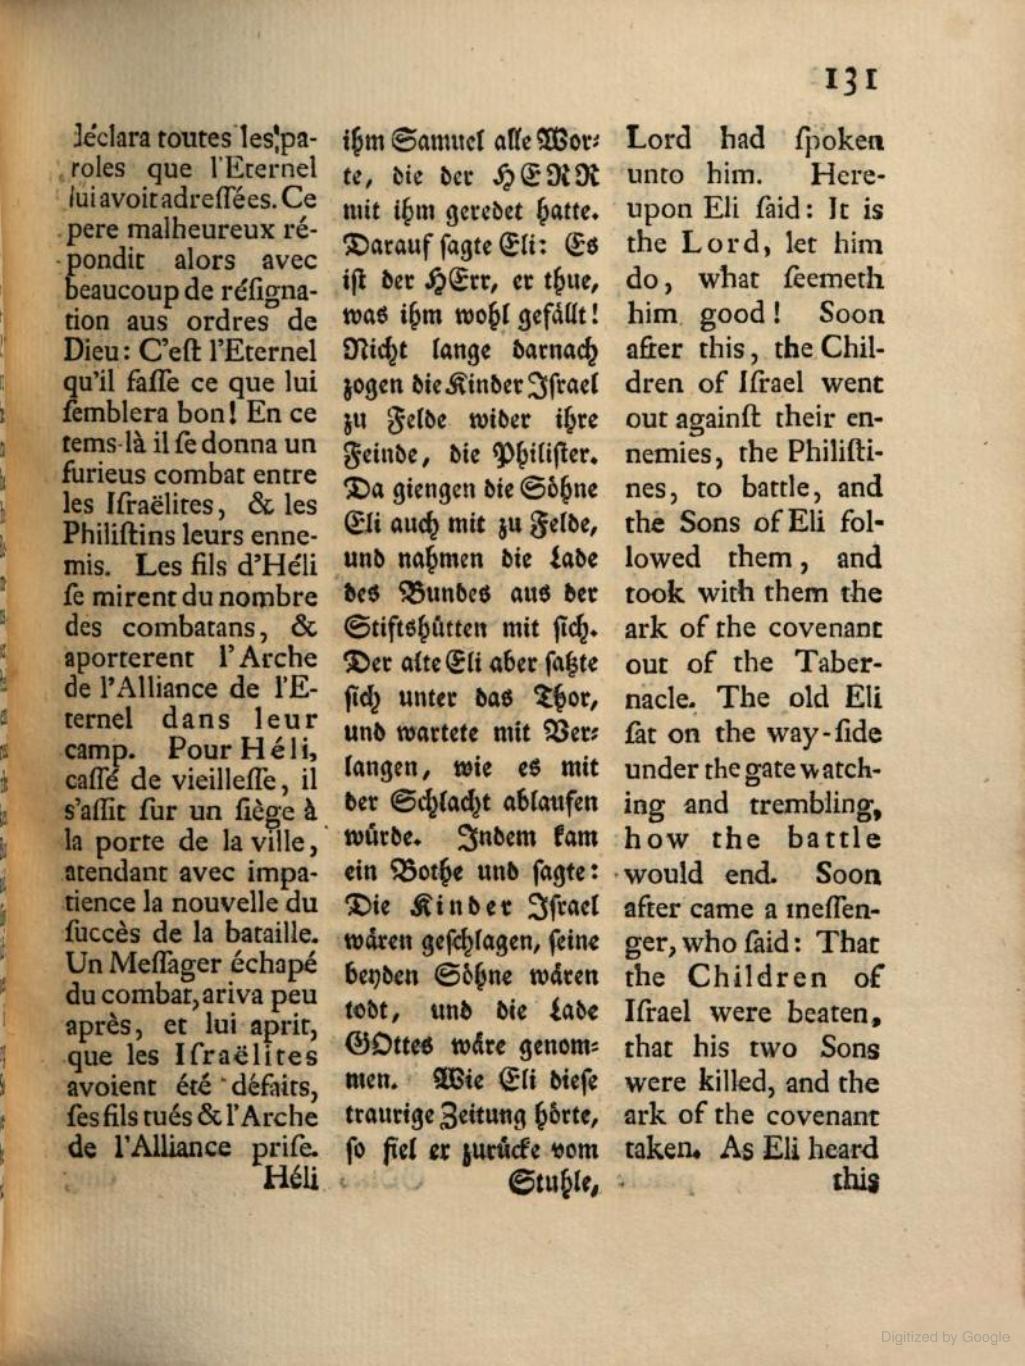 131
déclara toutes les pa-
roles que l'Eternel
lui avoit adressées. Ce
pere malheureux ré-
pondit alors avec
beaucoup de résigna-
tion aus ordres de
Dieu: C'est l'Eternel
qu'il fasse ce que lui
semblera bon! En ce
tems-là il se donna un
furieus combat entre
les Israëlites, & les
Philistins leurs enne-
mis. Les fils d'Héli
se mirent du nombre
des combatans, &
aporterent l'Arche
de l'Alliance de l'E-
ternel dans leur
camp. Pour Héli,
cassé de vieillesse, il
s'assit sur un siège à
la porte de la ville,
atendant avec impa-
tience la nouvelle du
succès de la bataille.
Un Messager échapé
du combat, ariva peu
après, et lui aprit,
que les Israëlites
avoient été défaits,
ses fils tués & l'Arche
de l'Alliance prise.
Héli
ihm Samuel alle Wor-
te, die der HERR
mit ihm geredet hatte.
Darauf sagte Eli: Es
ist der HErr, er thue,
was ihm wohl gefällt!
Nicht lange darnach
zogen die Kinder Israel
zu Felde wider ihre
Feinde, die Philister.
Da giengen die Söhne
Eli auch mit zu Felde,
und nahmen die Lade
des Bundes aus der
Stiftshütten mit sich.
Der alte Eli aber satzte
sich unter das Thor,
und wartete mit Ver-
langen, wie es mit
der Schlacht ablaufen
würde. Indem kam
ein Bothe und sagte:
Die Kinder Israel
wären geschlagen, seine
beyden Söhne wären
todt, und die Lade
GOttes wäre genom-
men. Wie Eli diese
traurige Zeitung hörte,
so fiel er zurücke vom
Stuhle,
Lord had spoken
unto him. Here-
upon Eli said: It is
the Lord, let him
do, what seemeth
him good! Soon
after this, the Chil-
dren of Israel went
out against their en-
nemies, the Philisti-
nes, to battle, and
the Sons of Eli fol-
lowed them, and
took with them the
ark of the covenant
out of the Taber-
nacle. The old Eli
sat on the way-side
under the gate watch-
ing and trembling,
how the battle
would end. Soon
after came a messen-
ger, who said: That
the Children of
Israel were beaten,
that his two Sons
were killed, and the
ark of the covenant
taken. As Eli heard
this
Digitized by Google